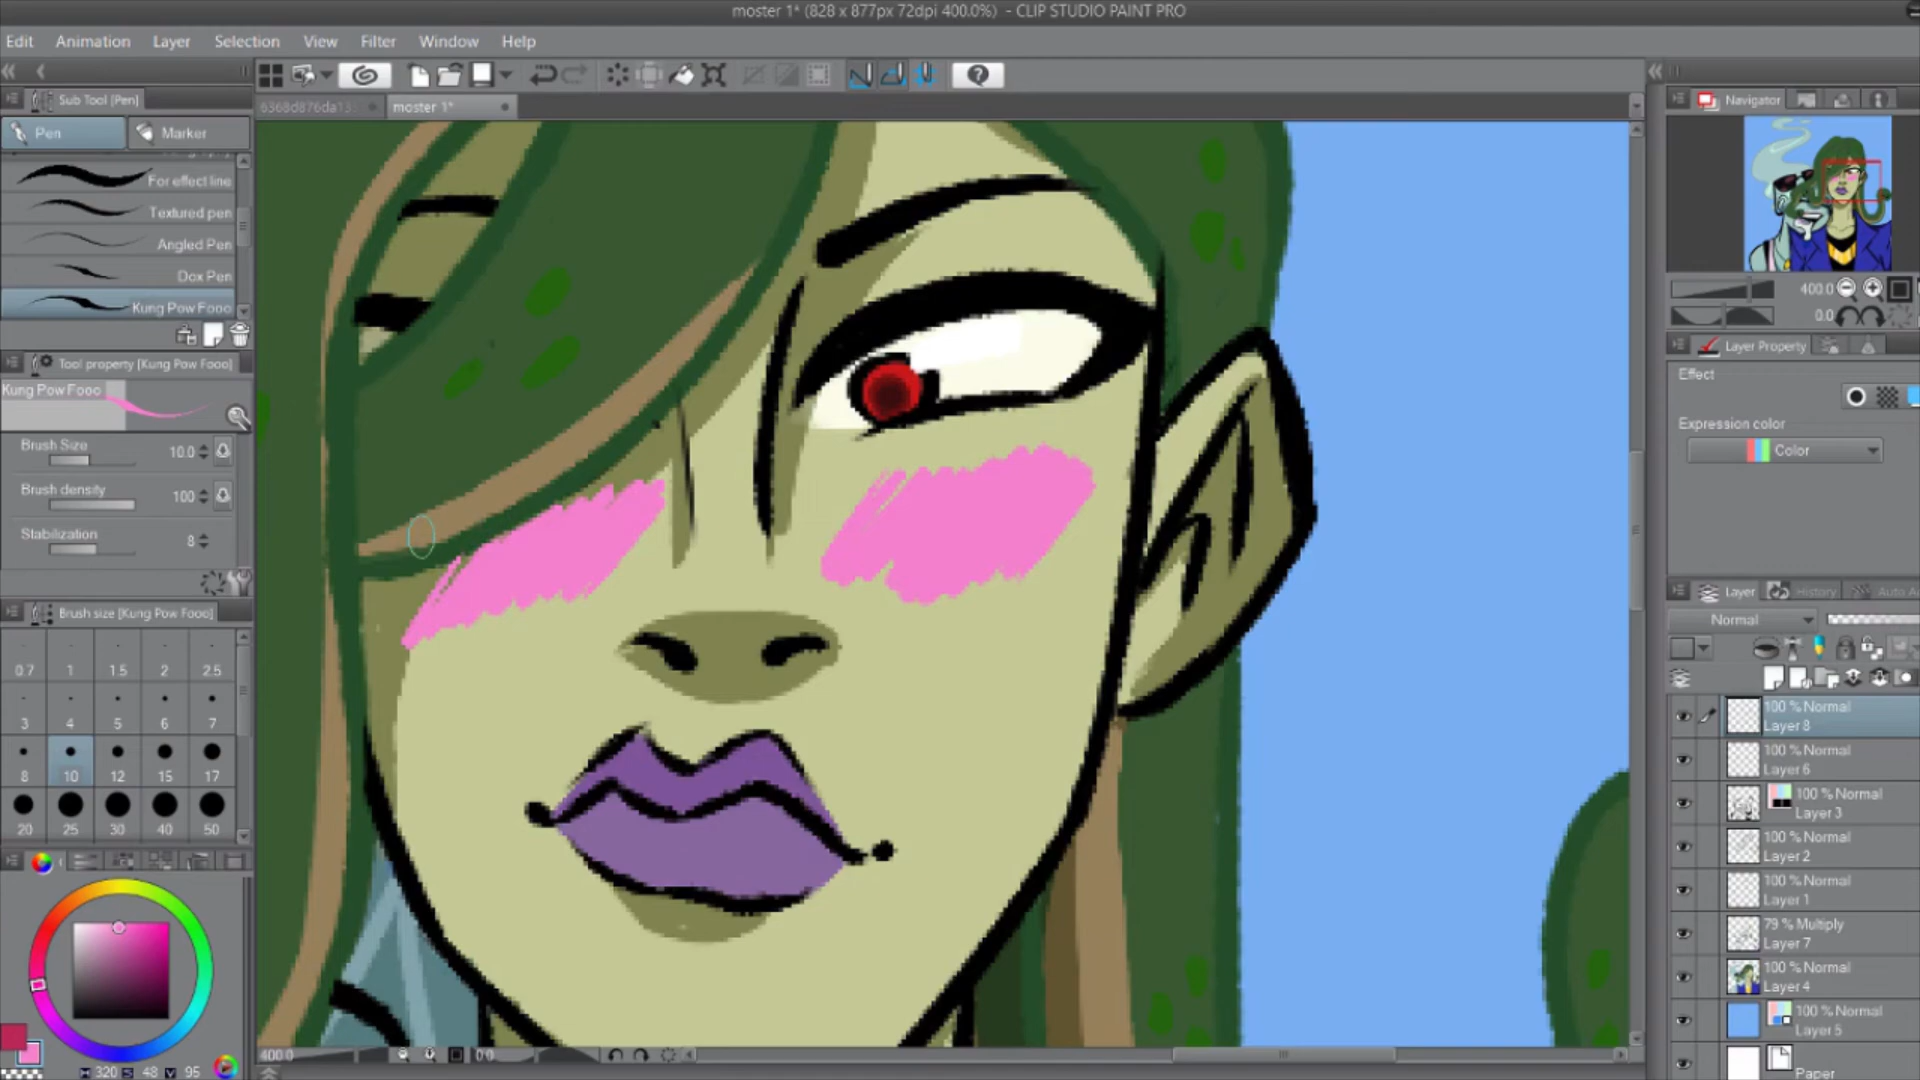 moster 1* (828 x 877px 72dpi 400.0%)  - CLIP STUDIO PAINT PRO
Edit Animation Layer Selection View Filter Window Help
Sub Tool [Pen]
Pen Marker
For effect line
Textured pen
Angled Pen
Dox Pen
Kung Pow Fooo
moster 1*
Tool property [Kung Pow Fooo]
Kung Pow Fooo
Brush Size 10.0
Brush density 100
Stabilization 8
Brush size [Kung Pow Fooo]
0.7 1 1.5 2 2.5
3 4 5 6 7
8 10 12 15 17
20 25 30 40 50
320 S 48 V 95
400.0 0.0
Navigator
400.0
0.0
Layer Property
Effect
Expression color
Color
Layer History Auto A
Normal
100 % Normal
Layer 8
100 % Normal
Layer 6
100 % Normal
Layer 3
100 % Normal
Layer 2
100 % Normal
Layer 1
79 % Multiply
Layer 7
100 % Normal
Layer 4
100 % Normal
Layer 5
Paper